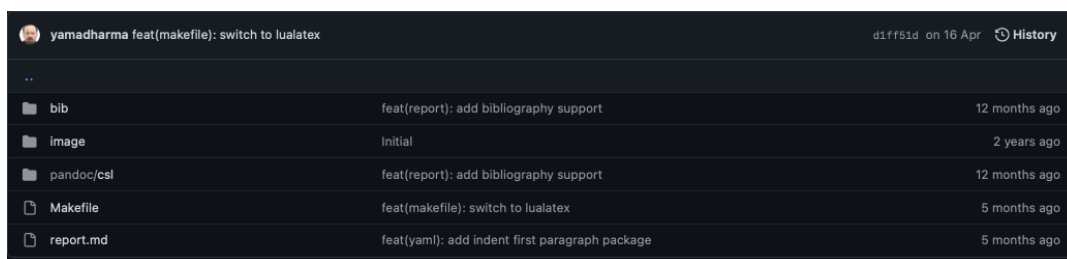 yamadharma feat(makefile): switch to lualatex d1ff51d on 16 Apr History
..
bib feat(report): add bibliography support 12 months ago
image Initial 2 years ago
pandoc/csl feat(report): add bibliography support 12 months ago
Makefile feat(makefile): switch to lualatex 5 months ago
report.md feat(yaml): add indent first paragraph package 5 months ago